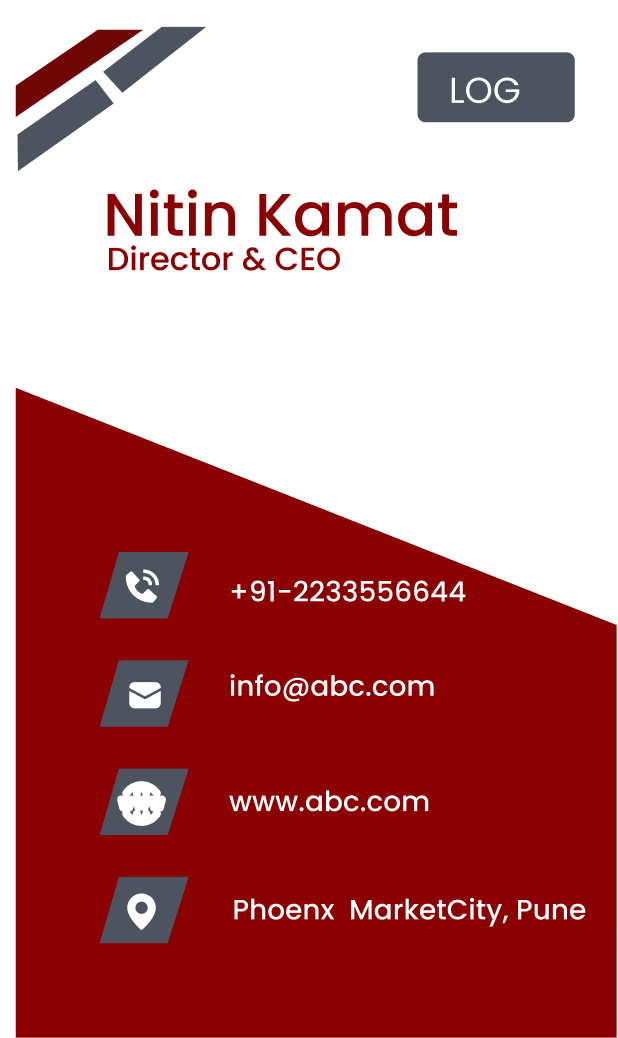 LOG
Nitin Kamat
Director & CEO
+91-2233556644
info@abc.com
www.abc.com
Phoenx  MarketCity, Pune